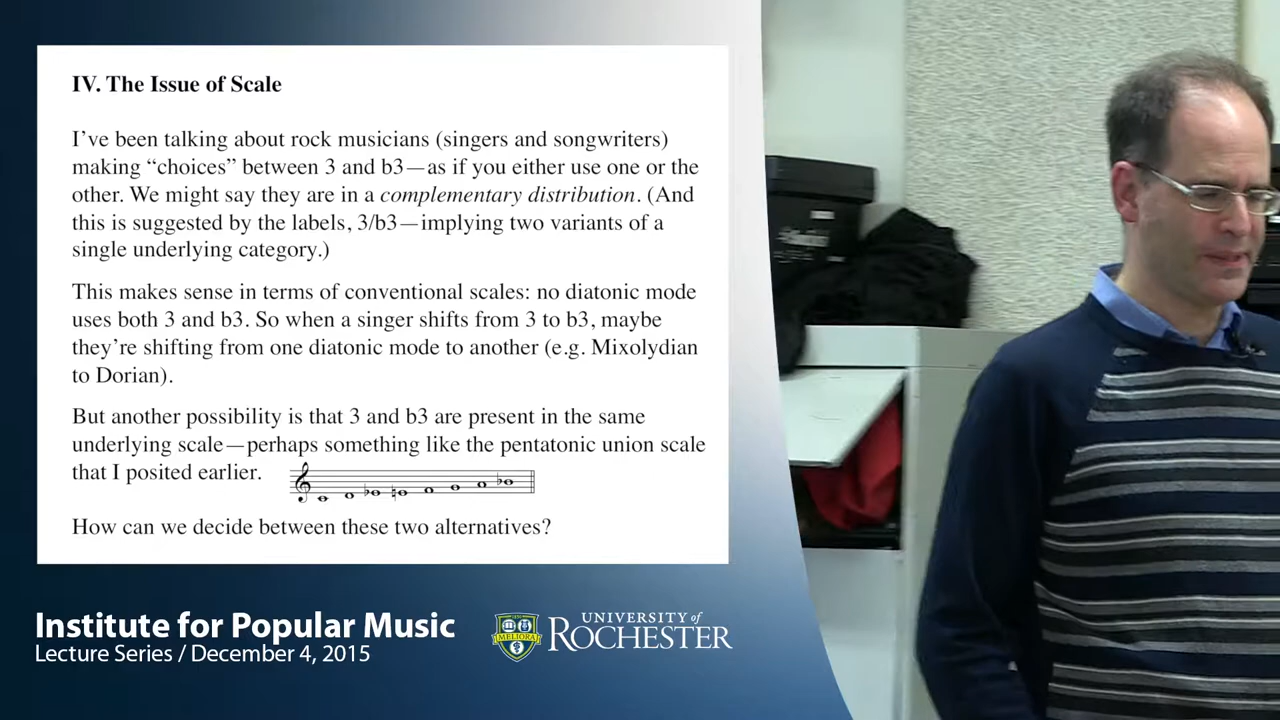 IV. The Issue of Scale
I've been talking about rock musicians (singers and songwriters)
making “choices” between 3 and b3—as if you either use one or the
other. We might say they are in a complementary distribution. (And
this is suggested by the labels, 3/b3—implying two variants of a
single underlying category.)
This makes sense in terms of conventional scales: no diatonic mode
uses both 3 and b3. So when a singer shifts from 3 to b3, maybe
they're shifting from one diatonic mode to another (e.g. Mixolydian
to Dorian).
But another possibility is that 3 and b3 are present in the same
underlying scale—perhaps something like the pentatonic union scale
that I posited earlier.
How can we decide between these two alternatives?
Institute for Popular Music
Lecture Series / December 4, 2015
MELIORA
UNIVERSITY of
ROCHESTER